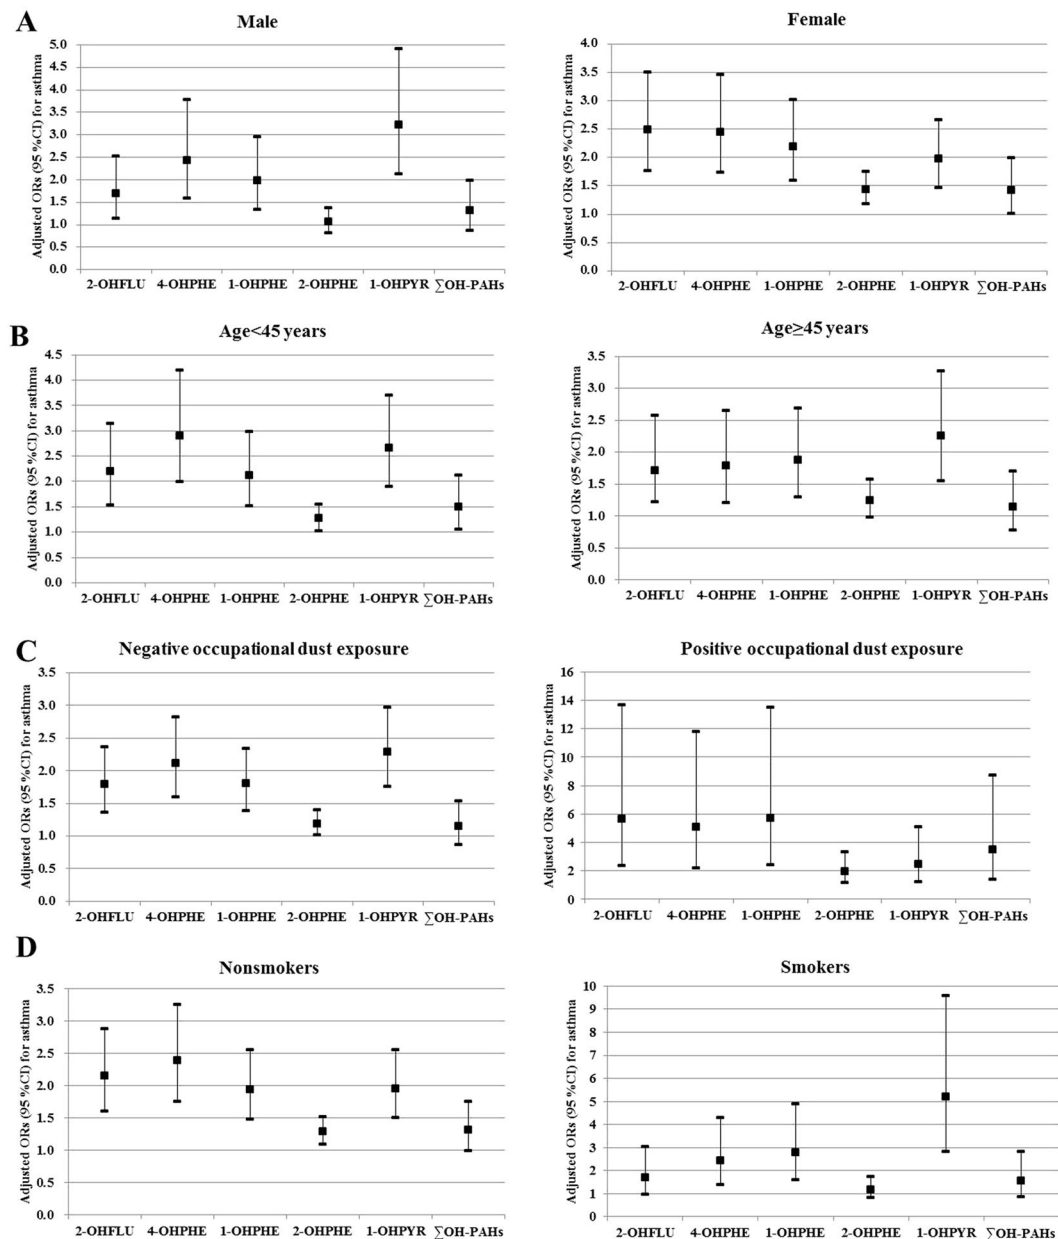 A
Male
Adjusted ORs (95 %CI) for asthma
5.0
4.5
4.0
3.5
3.0
2.5
2.0
1.5
1.0
0.5
0.0
2-OHFLU 4-OHPHE 1-OHPHE 2-OHPHE 1-OHPYR ∑OH-PAHs
Female
Adjusted ORs (95 %CI) for asthma
4.0
3.5
3.0
2.5
2.0
1.5
1.0
0.5
0.0
2-OHFLU 4-OHPHE 1-OHPHE 2-OHPHE 1-OHPYR ∑OH-PAHs
B
Age<45 years
Adjusted ORs (95 %CI) for asthma
4.5
4.0
3.5
3.0
2.5
2.0
1.5
1.0
0.5
0.0
2-OHFLU 4-OHPHE 1-OHPHE 2-OHPHE 1-OHPYR ∑OH-PAHs
Age≥45 years
Adjusted ORs (95 %CI) for asthma
3.5
3.0
2.5
2.0
1.5
1.0
0.5
0.0
2-OHFLU 4-OHPHE 1-OHPHE 2-OHPHE 1-OHPYR ∑OH-PAHs
C
Negative occupational dust exposure
Adjusted ORs (95 %CI) for asthma
3.5
3.0
2.5
2.0
1.5
1.0
0.5
0.0
2-OHFLU 4-OHPHE 1-OHPHE 2-OHPHE 1-OHPYR ∑OH-PAHs
Positive occupational dust exposure
Adjusted ORs (95 %CI) for asthma
16
14
12
10
8
6
4
2
0
2-OHFLU 4-OHPHE 1-OHPHE 2-OHPHE 1-OHPYR ∑OH-PAHs
D
Nonsmokers
Adjusted ORs (95 %CI) for asthma
3.5
3.0
2.5
2.0
1.5
1.0
0.5
0.0
2-OHFLU 4-OHPHE 1-OHPHE 2-OHPHE 1-OHPYR ∑OH-PAHs
Smokers
Adjusted ORs (95 %CI) for asthma
10
9
8
7
6
5
4
3
2
1
0
2-OHFLU 4-OHPHE 1-OHPHE 2-OHPHE 1-OHPYR ∑OH-PAHs